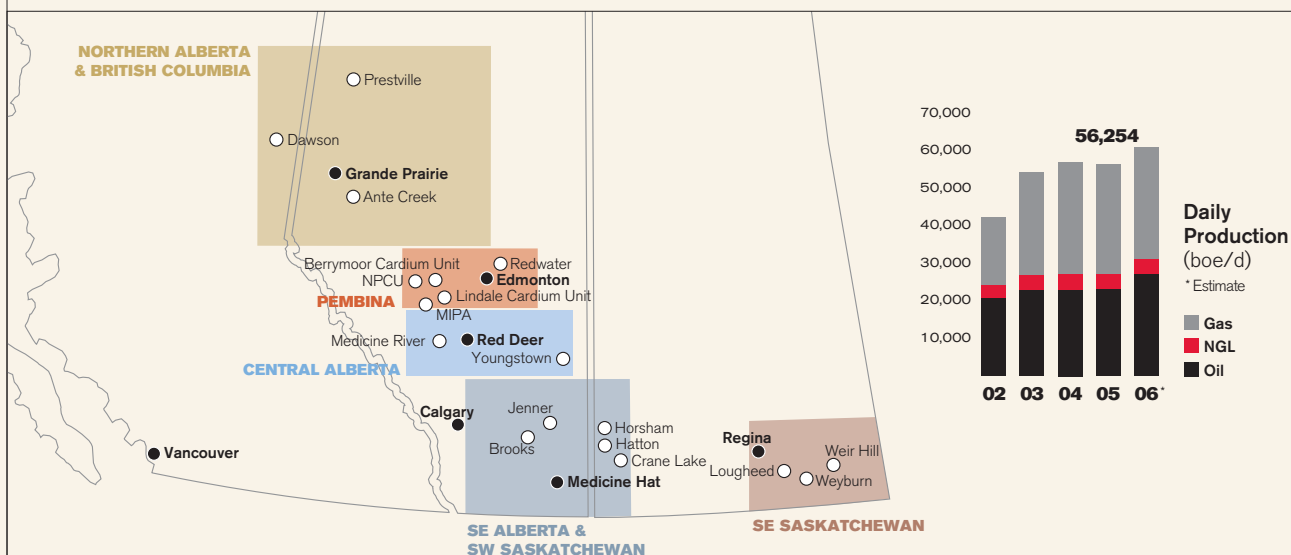 NORTHERN ALBERTA
& BRITISH COLUMBIA
Prestville
Dawson
Grande Prairie
Ante Creek
Berrymoor Cardium Unit
Redwater
NPCU
Edmonton
Lindale Cardium Unit
PEMBINA
MIPA
Medicine River
Red Deer
Youngstown
CENTRAL ALBERTA
Calgary
Jenner
Brooks
Horsham
Hatton
Crane Lake
Medicine Hat
Vancouver
Regina
Weir Hill
Lougheed
Weyburn
SE ALBERTA &
SW SASKATCHEWAN
SE SASKATCHEWAN
70,000
60,000
50,000
40,000
30,000
20,000
10,000
56,254
02 03 04 05 06*
Daily
Production
(boe/d)
* Estimate
Gas
NGL
Oil